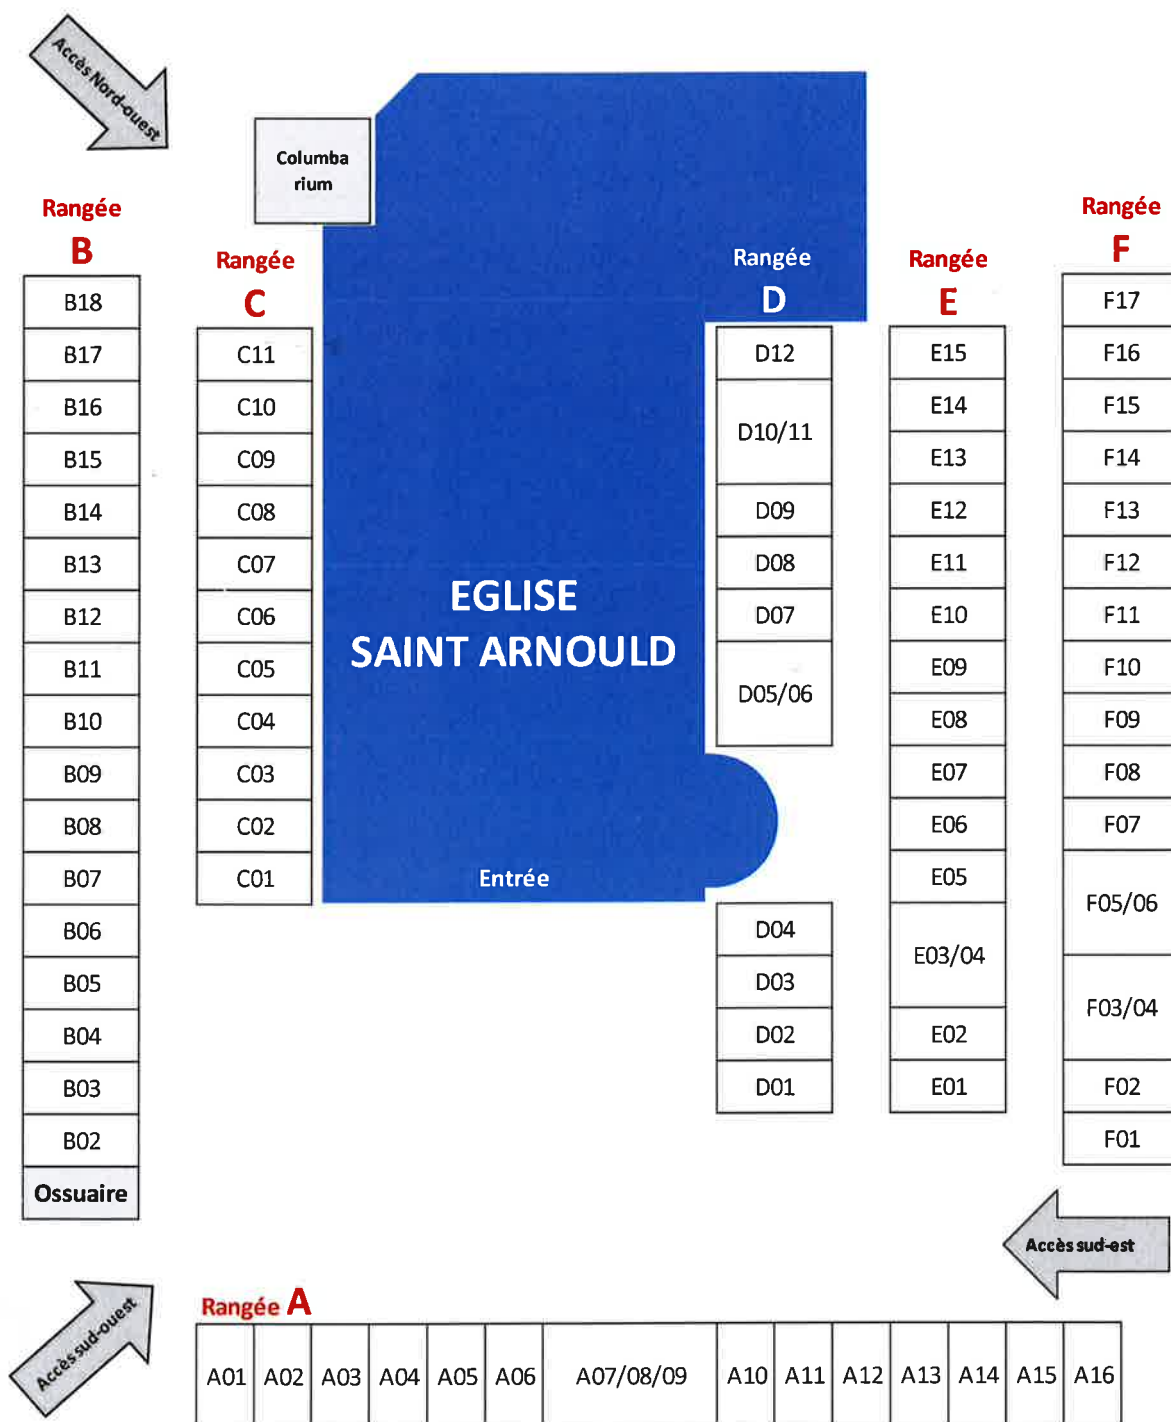 Accès Nord-ouest
Columba
rium
Rangée
B
B18
B17
B16
B15
B14
B13
B12
B11
B10
B09
B08
B07
B06
B05
B04
B03
B02
Ossuaire
Rangée
C
C11
C10
C09
C08
C07
C06
C05
C04
C03
C02
C01
EGLISE
SAINT ARNOULD
Entrée
Rangée
D
D12
D10/11
D09
D08
D07
D05/06
D04
D03
D02
D01
Rangée
E
E15
E14
E13
E12
E11
E10
E09
E08
E07
E06
E05
E03/04
E02
E01
Rangée
F
F17
F16
F15
F14
F13
F12
F11
F10
F09
F08
F07
F05/06
F03/04
F02
F01
Accès sud-est
Accès sud-ouest
Rangée A
A01 A02 A03 A04 A05 A06 A07/08/09 A10 A11 A12 A13 A14 A15 A16